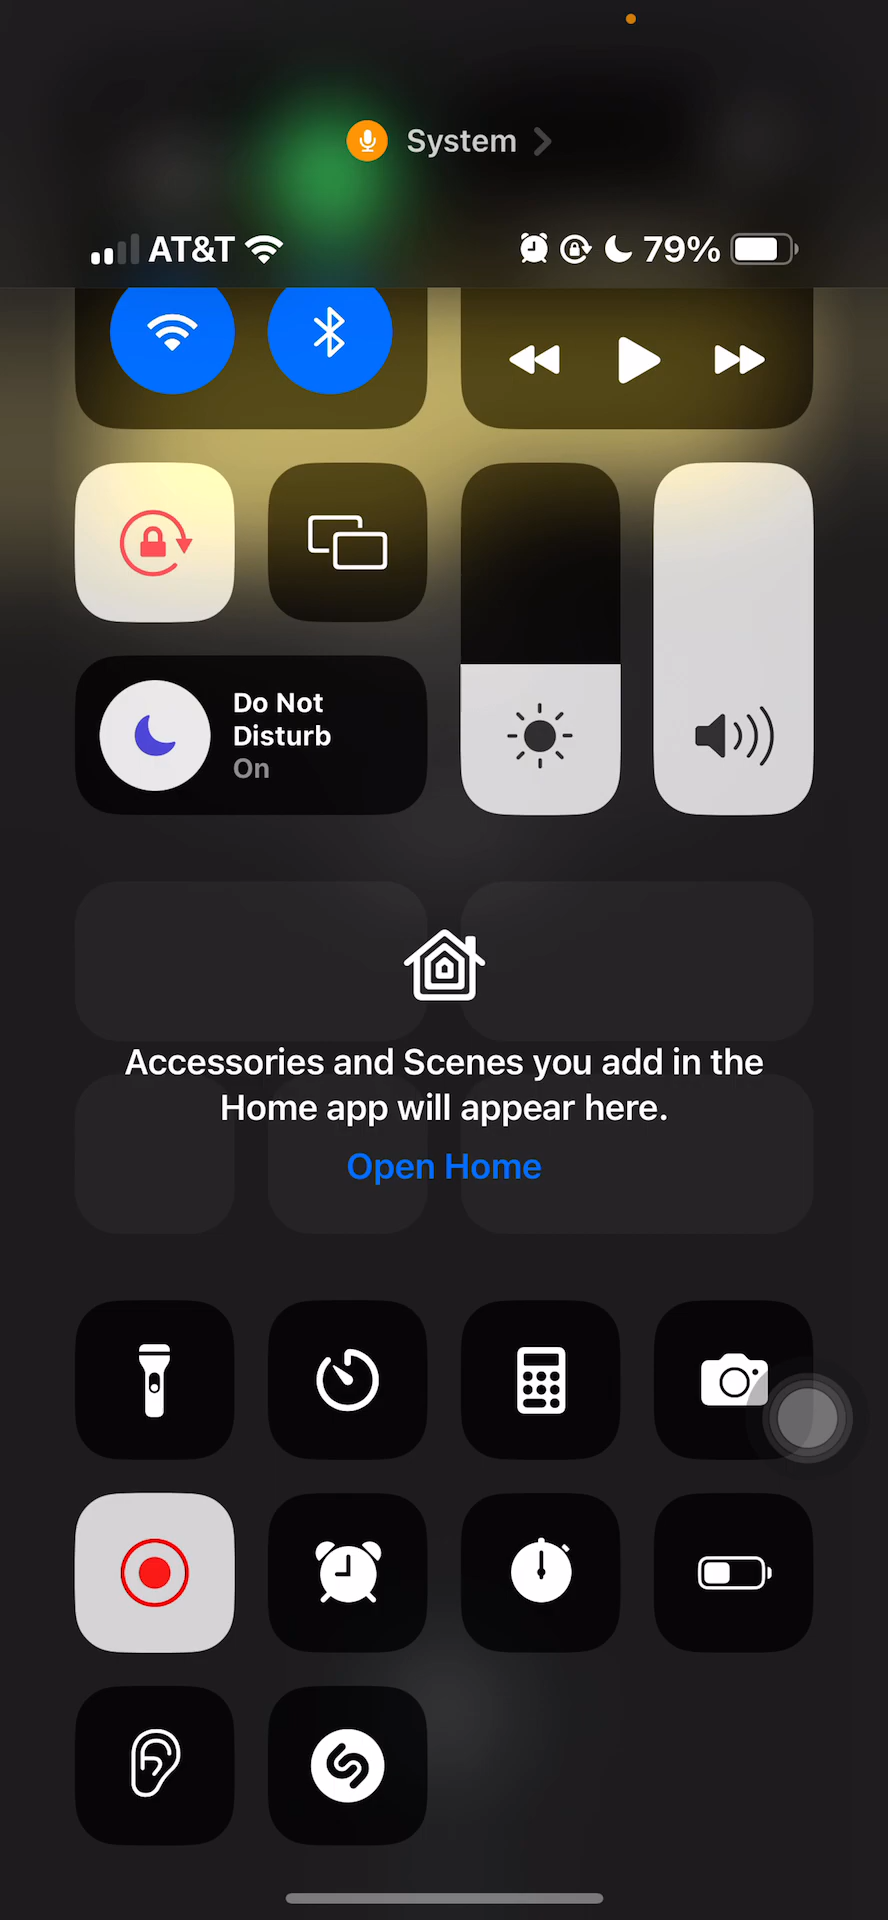 System
AT&T
79%
Do Not
Disturb
On
Accessories and Scenes you add in the
Home app will appear here.
Open Home